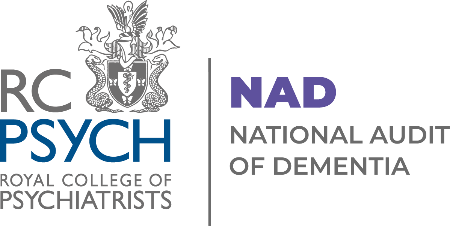 RC
PSYCH
ROYAL COLLEGE OF
PSYCHIATRISTS
NAD
NATIONAL AUDIT
OF DEMENTIA